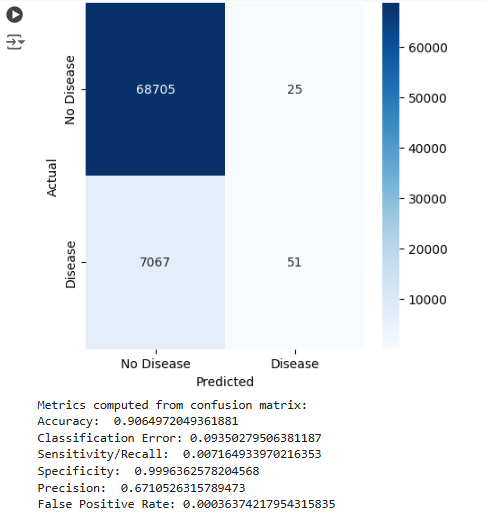 68705
25
7067
51
No Disease
Disease
Actual
No Disease
Disease
Predicted
60000
50000
40000
30000
20000
10000
Metrics computed from confusion matrix:
Accuracy:  0.9064972049361881
Classification Error: 0.09350279506381187
Sensitivity/Recall:  0.007164933970216353
Specificity:  0.9996362578204568
Precision:  0.6710526315789473
False Positive Rate: 0.00036374217954315835